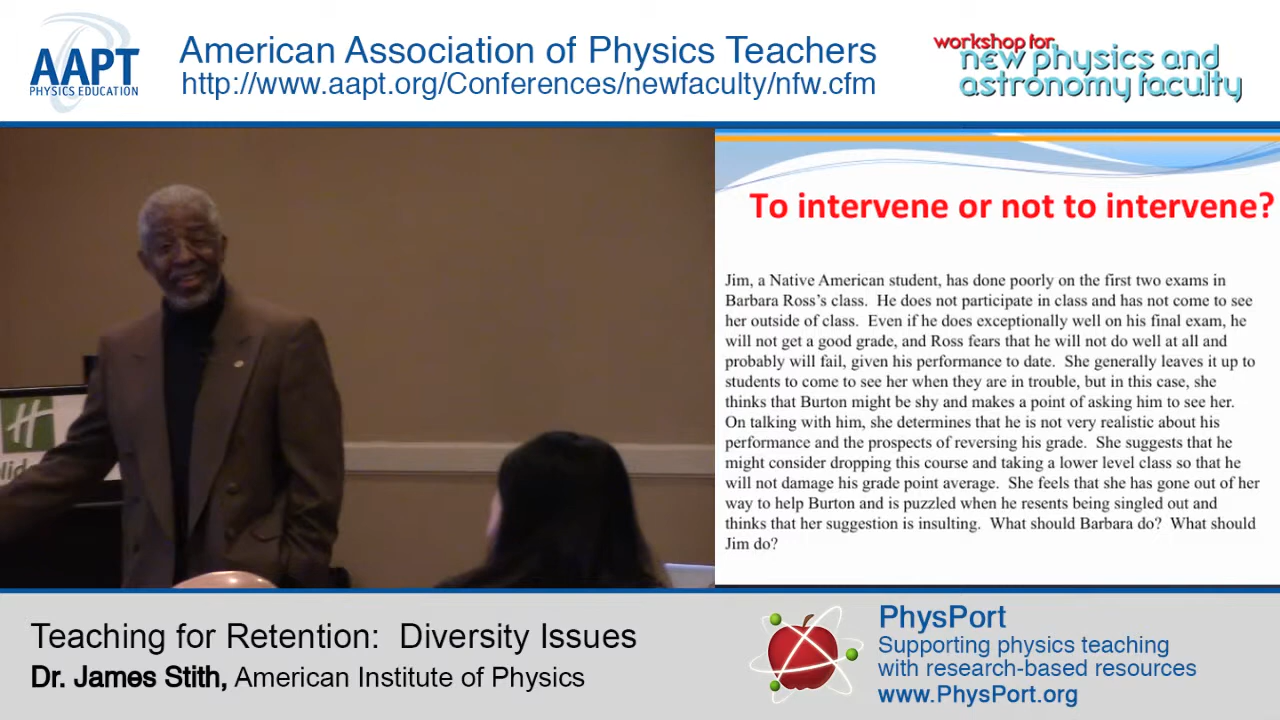 AAPT
PHYSICS EDUCATION
American Association of Physics Teachers
http://www.aapt.org/Conferences/newfaculty/nfw.cfm
workshop for
new physics and
astronomy faculty
To intervene or not to intervene?
Jim, a Native American student, has done poorly on the first two exams in
Barbara Ross's class. He does not participate in class and has not come to see
her outside of class. Even if he does exceptionally well on his final exam, he
will not get a good grade, and Ross fears that he will not do well at all and
probably will fail, given his performance to date. She generally leaves it up to
students to come to see her when they are in trouble, but in this case, she
thinks that Burton might be shy and makes a point of asking him to see her.
On talking with him, she determines that he is not very realistic about his
performance and the prospects of reversing his grade. She suggests that he
might consider dropping this course and taking a lower level class so that he
will not damage his grade point average. She feels that she has gone out of her
way to help Burton and is puzzled when he resents being singled out and
thinks that her suggestion is insulting. What should Barbara do? What should
Jim do?
H
Teaching for Retention: Diversity Issues
Dr. James Stith, American Institute of Physics
PhysPort
Supporting physics teaching
with research-based resources
www.PhysPort.org